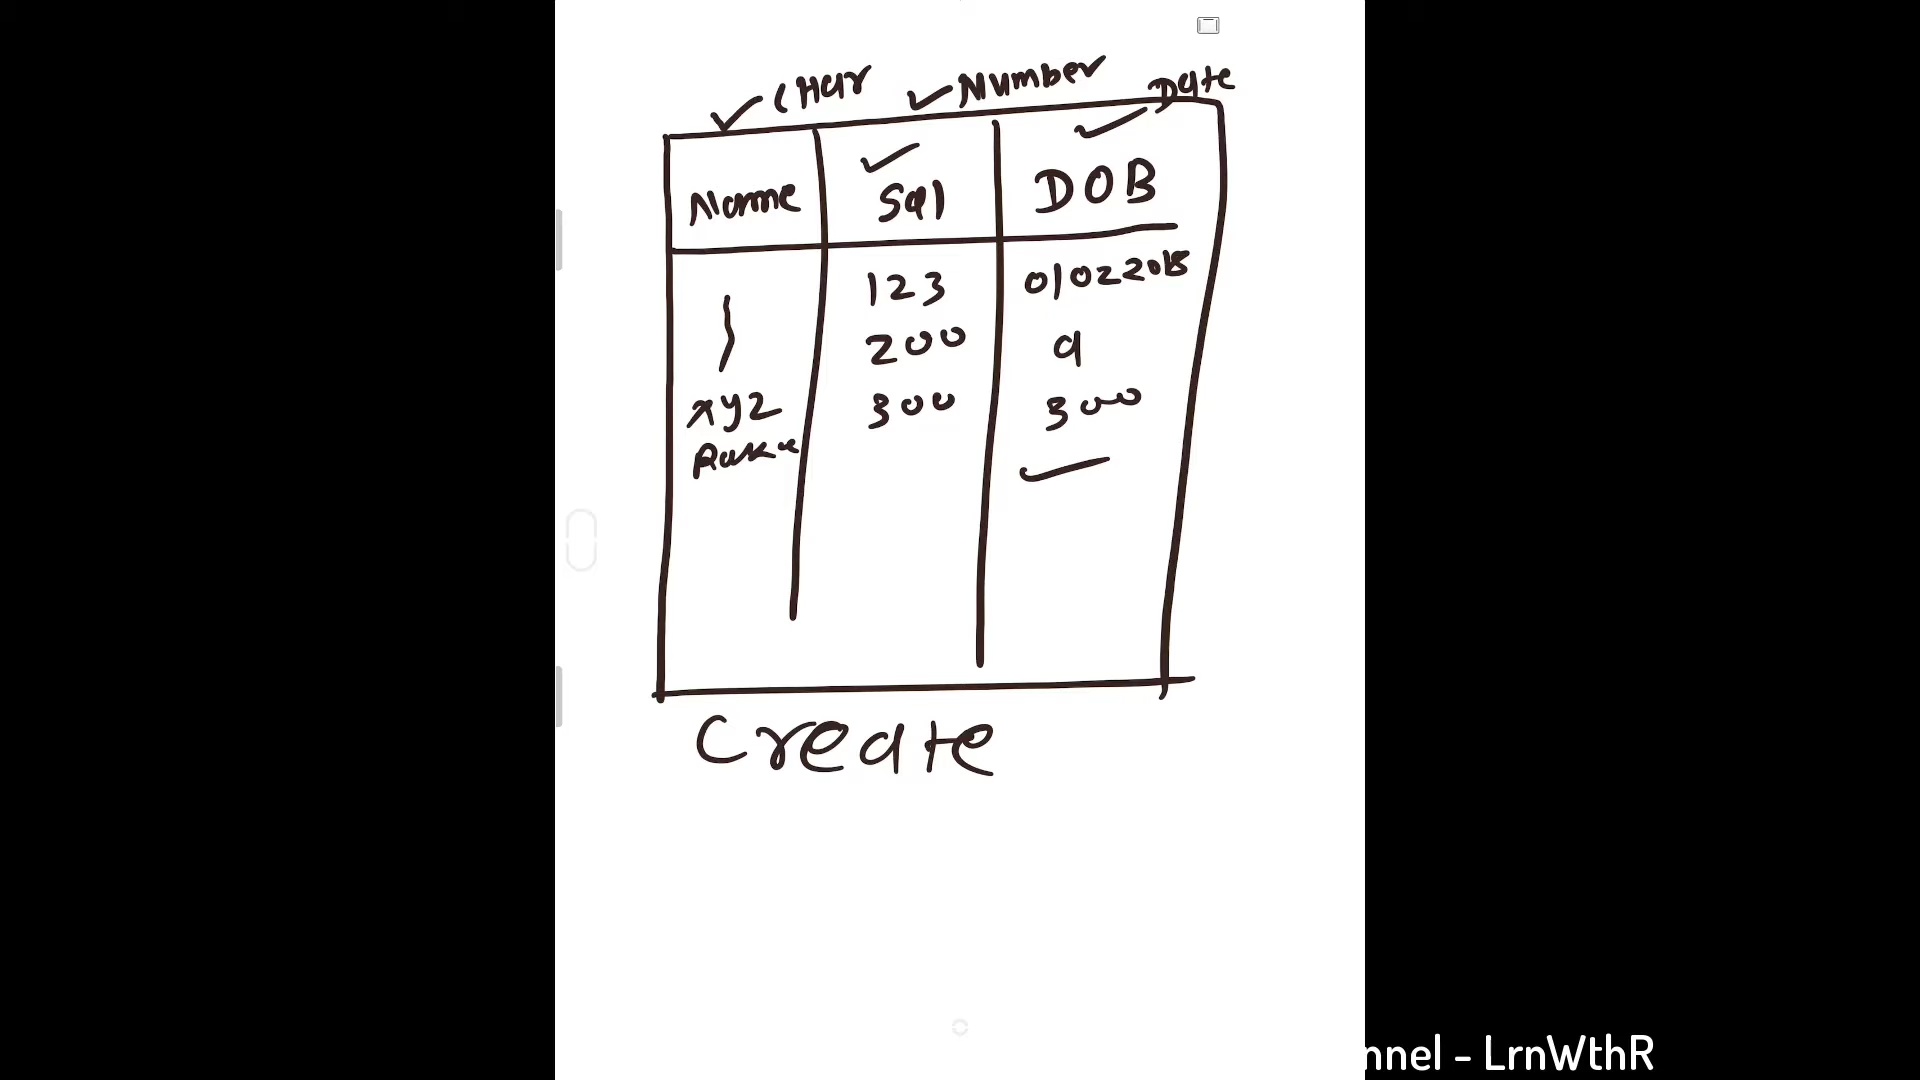 CHar Number Date
Name Sal DOB
123 01022018
200 9
xyz 300 300
Create
nnel - LrnWthR